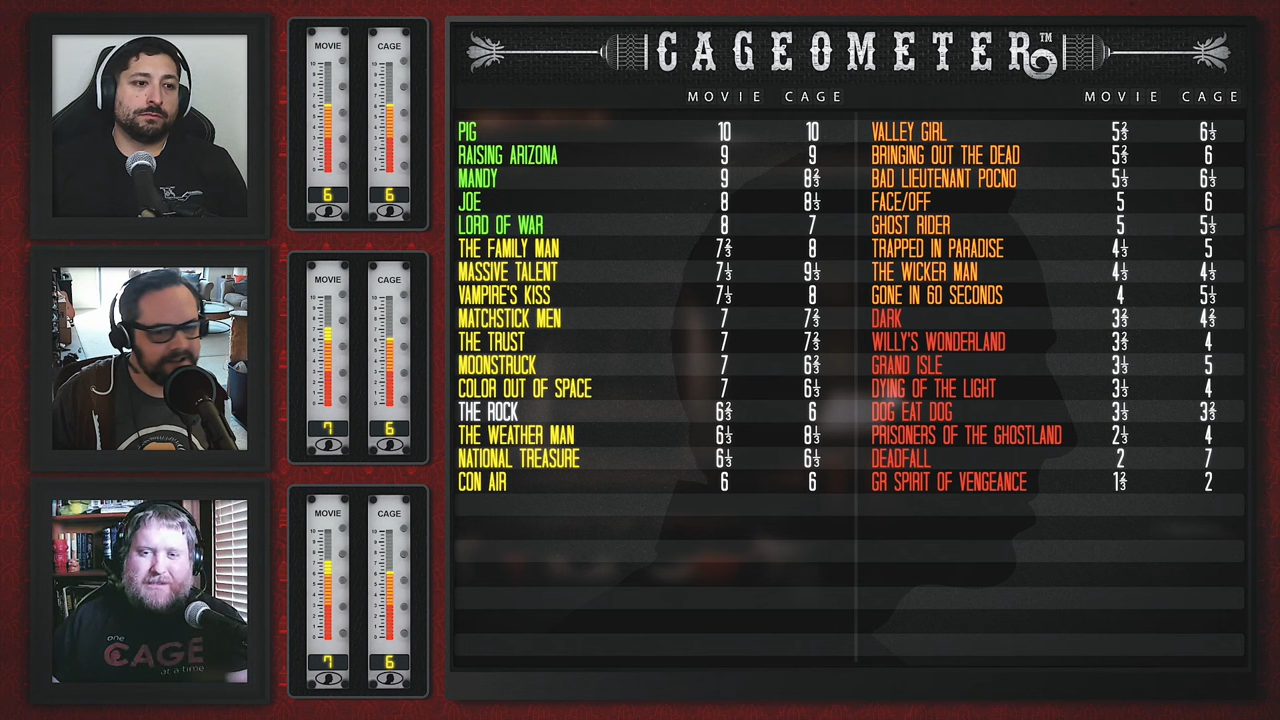 CAGEOMETER™
MOVIE CAGE MOVIE CAGE
PIG 10 10
RAISING ARIZONA 9 9
MANDY 9 8⅔
JOE 8 8⅓
LORD OF WAR 8 7
THE FAMILY MAN 7⅔ 8
MASSIVE TALENT 7⅓ 9⅓
VAMPIRE'S KISS 7⅓ 8
MATCHSTICK MEN 7 7⅔
THE TRUST 7 7⅔
MOONSTRUCK 7 6⅔
COLOR OUT OF SPACE 7 6⅓
THE ROCK 6⅔ 6
THE WEATHER MAN 6⅓ 8⅓
NATIONAL TREASURE 6⅓ 6⅓
CON AIR 6 6
VALLEY GIRL 5⅔ 6⅓
BRINGING OUT THE DEAD 5⅔ 6
BAD LIEUTENANT POCNO 5⅓ 6⅓
FACE/OFF 5 6
GHOST RIDER 5 5⅓
TRAPPED IN PARADISE 4⅓ 5
THE WICKER MAN 4⅓ 4⅓
GONE IN 60 SECONDS 4 5⅓
DARK 3⅔ 4⅔
WILLY'S WONDERLAND 3⅔ 4
GRAND ISLE 3⅓ 5
DYING OF THE LIGHT 3⅓ 4
DOG EAT DOG 3⅓ 3⅔
PRISONERS OF THE GHOSTLAND 2⅓ 4
DEADFALL 2 7
GR SPIRIT OF VENGEANCE 1⅔ 2
MOVIE CAGE
6 6
MOVIE CAGE
7 6
MOVIE CAGE
7 6
one
CAGE
at a time